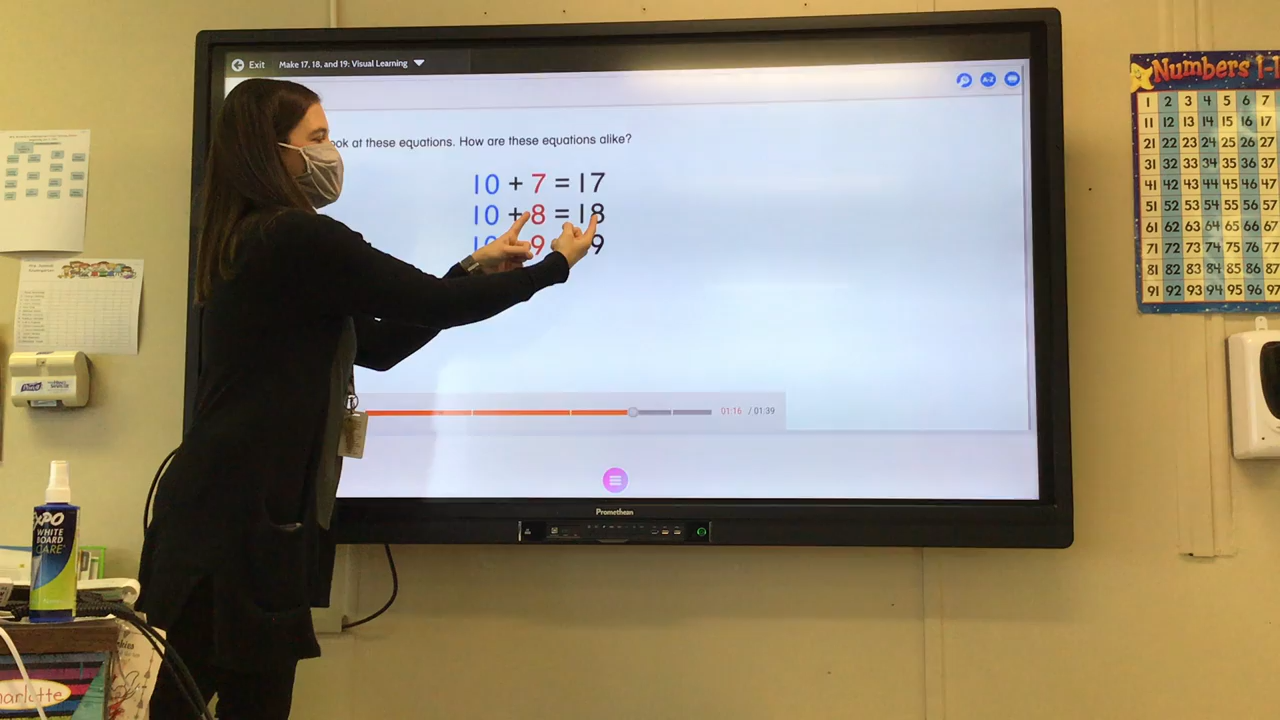 Exit Make 17, 18, and 19: Visual Learning
ook at these equations. How are these equations alike?
10 + 7 = 17
10 + 8 = 18
10 9 9
01:16 / 01:39
Promethean
A-Z
Numbers 1-1
1 2 3 4 5 6 7
11 12 13 14 15 16 17
21 22 23 24 25 26 27
31 32 33 34 35 36 37
41 42 43 44 45 46 47
51 52 53 54 55 56 57
61 62 63 64 65 66 67
71 72 73 74 75 76 77
81 82 83 84 85 86 87
91 92 93 94 95 96 97
PURELL
EXPO
WHITE
BOARD
CARE
harlotte